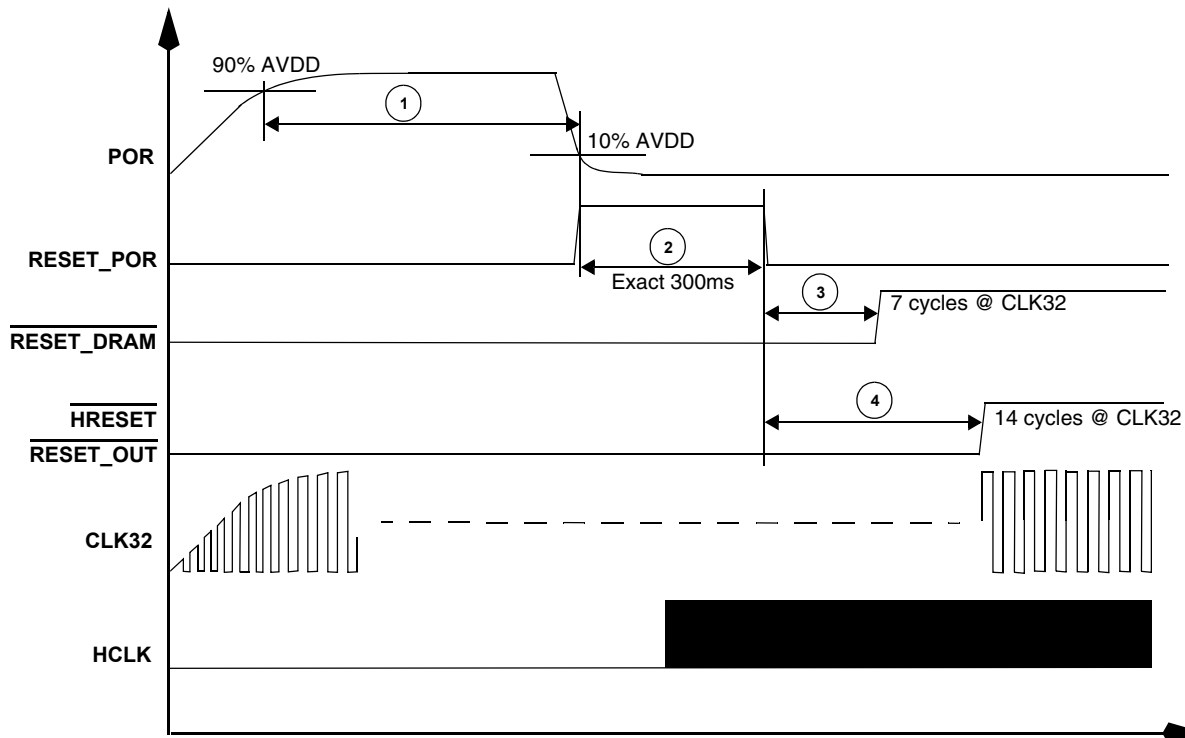 90% AVDD
1
10% AVDD
POR
2
RESET_POR
Exact 300ms
3
7 cycles @ CLK32
RESET_DRAM
4
HRESET
14 cycles @ CLK32
RESET_OUT
CLK32
HCLK